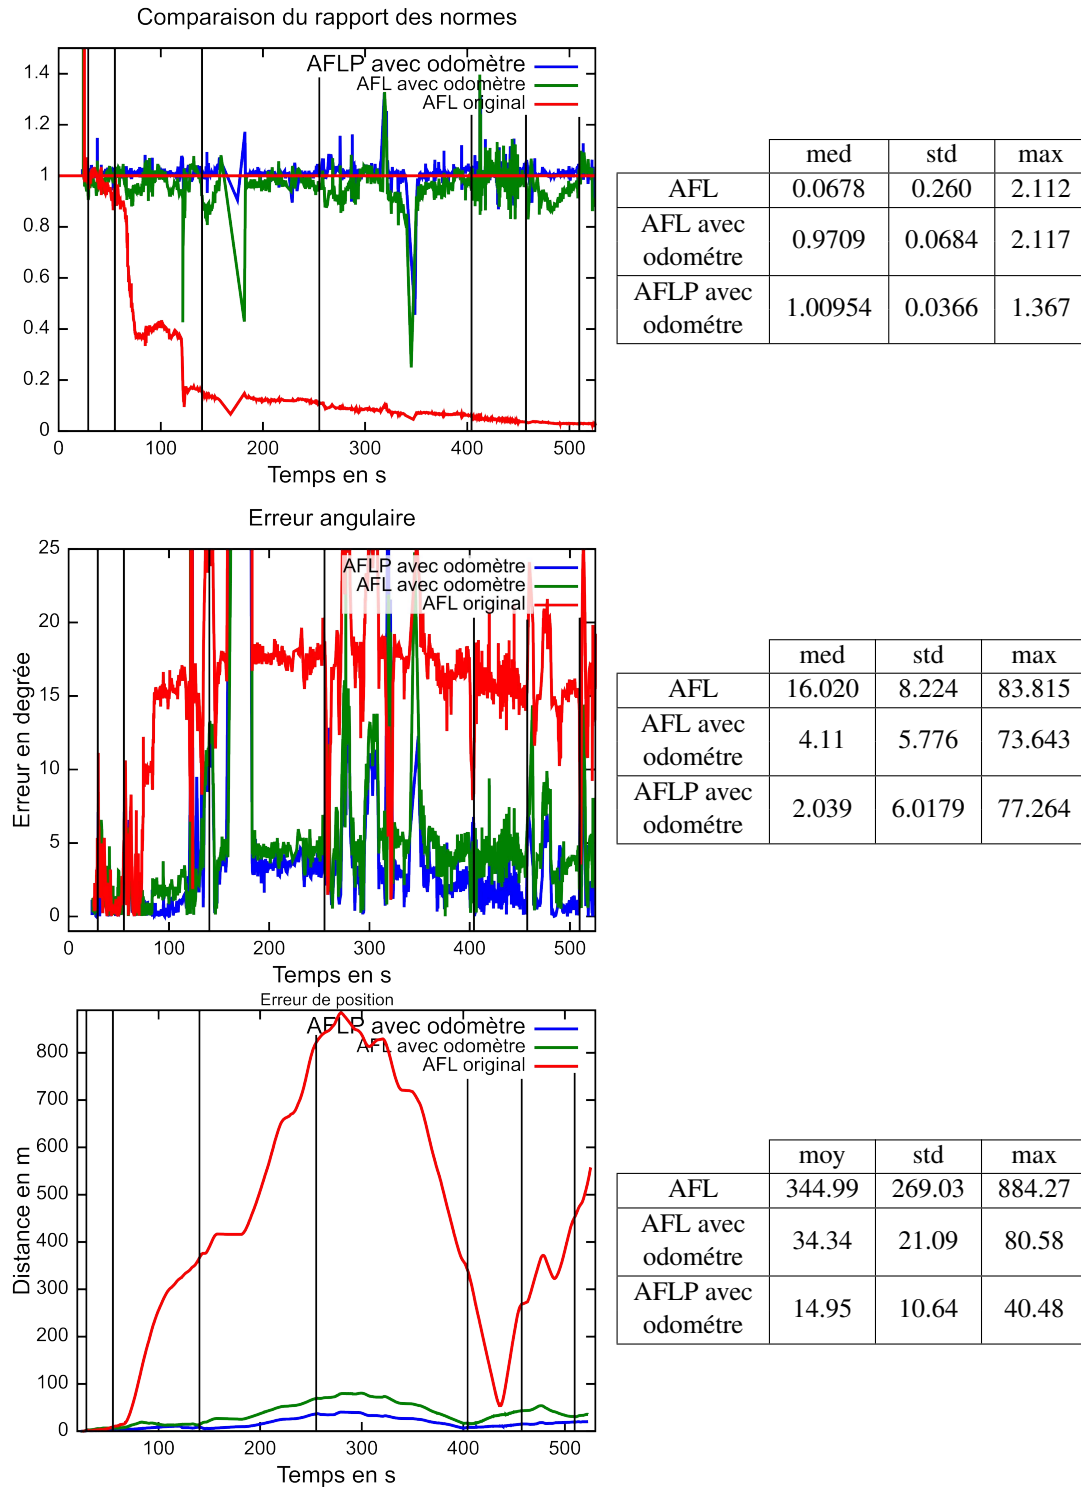 Comparaison du rapport des normes
AFLP avec odomètre
AFL avec odomètre
AFL original
1.4
1.2
1
0.8
0.6
0.4
0.2
0
0 100 200 300 400 500
Temps en s
med std max
AFL 0.0678 0.260 2.112
AFL avec
odométre 0.9709 0.0684 2.117
AFLP avec
odométre 1.00954 0.0366 1.367
Erreur angulaire
AFLP avec odomètre
AFL avec odomètre
AFL original
Erreur en degrée
25
20
15
10
5
0
0 100 200 300 400 500
Temps en s
med std max
AFL 16.020 8.224 83.815
AFL avec
odométre 4.11 5.776 73.643
AFLP avec
odométre 2.039 6.0179 77.264
Erreur de position
AFLP avec odomètre
AFL avec odomètre
AFL original
Distance en m
800
700
600
500
400
300
200
100
0
100 200 300 400 500
Temps en s
moy std max
AFL 344.99 269.03 884.27
AFL avec
odométre 34.34 21.09 80.58
AFLP avec
odométre 14.95 10.64 40.48